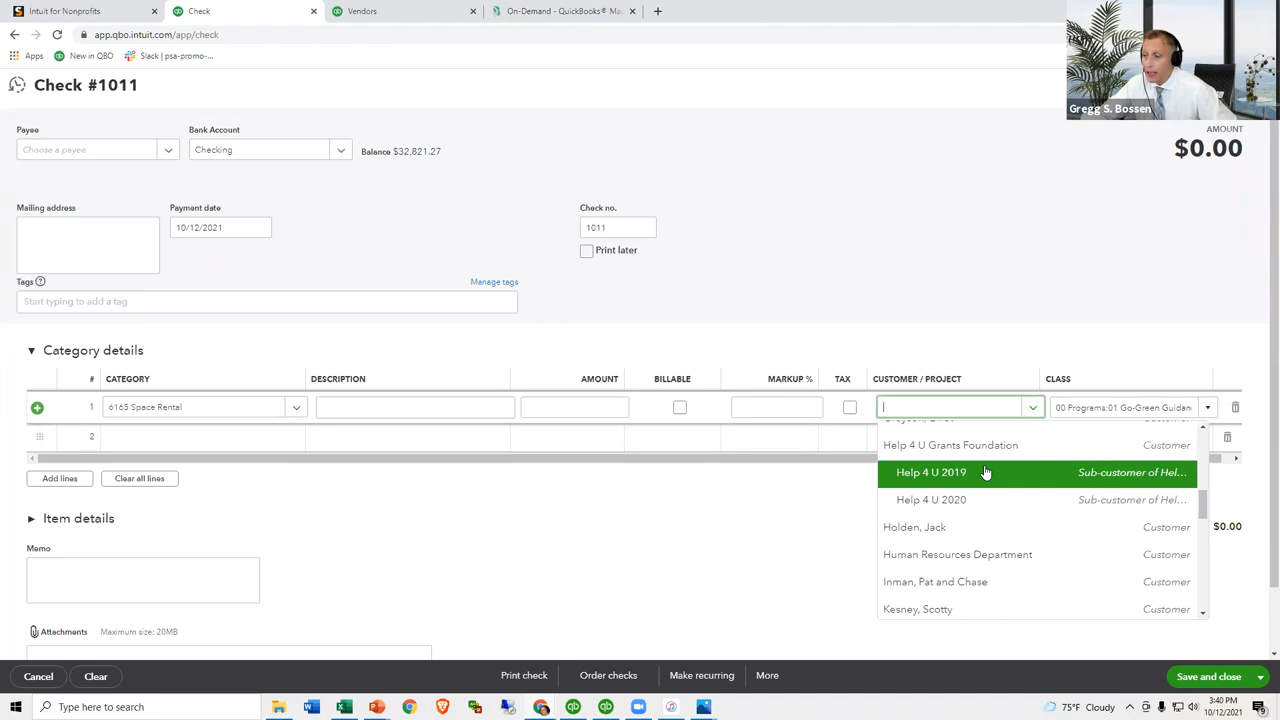 Intuit for Nonprofits
Check
Vendors
On-Demand - QuickBooks® Ma
app.qbo.intuit.com/app/check
Apps
New in QBO
Slack | psa-promo-...
Gregg S. Bossen
Check #1011
Payee
Bank Account
AMOUNT
Choose a payee
Checking
Balance $32,821.27
$0.00
Mailing address
Payment date
Check no.
10/12/2021
1011
Print later
Tags
Manage tags
Start typing to add a tag
Category details
# CATEGORY DESCRIPTION AMOUNT BILLABLE MARKUP % TAX CUSTOMER / PROJECT CLASS
1 6165 Space Rental 00 Programs:01 Go-Green Guidan
2
Help 4 U Grants Foundation Customer
Help 4 U 2019 Sub-customer of Hel...
Help 4 U 2020 Sub-customer of Hel...
Holden, Jack Customer
Human Resources Department Customer
Inman, Pat and Chase Customer
Kesney, Scotty Customer
Add lines Clear all lines
Item details
$0.00
Memo
Attachments Maximum size: 20MB
Cancel Clear Print check Order checks Make recurring More Save and close
Type here to search
75°F Cloudy
3:40 PM
10/12/2021